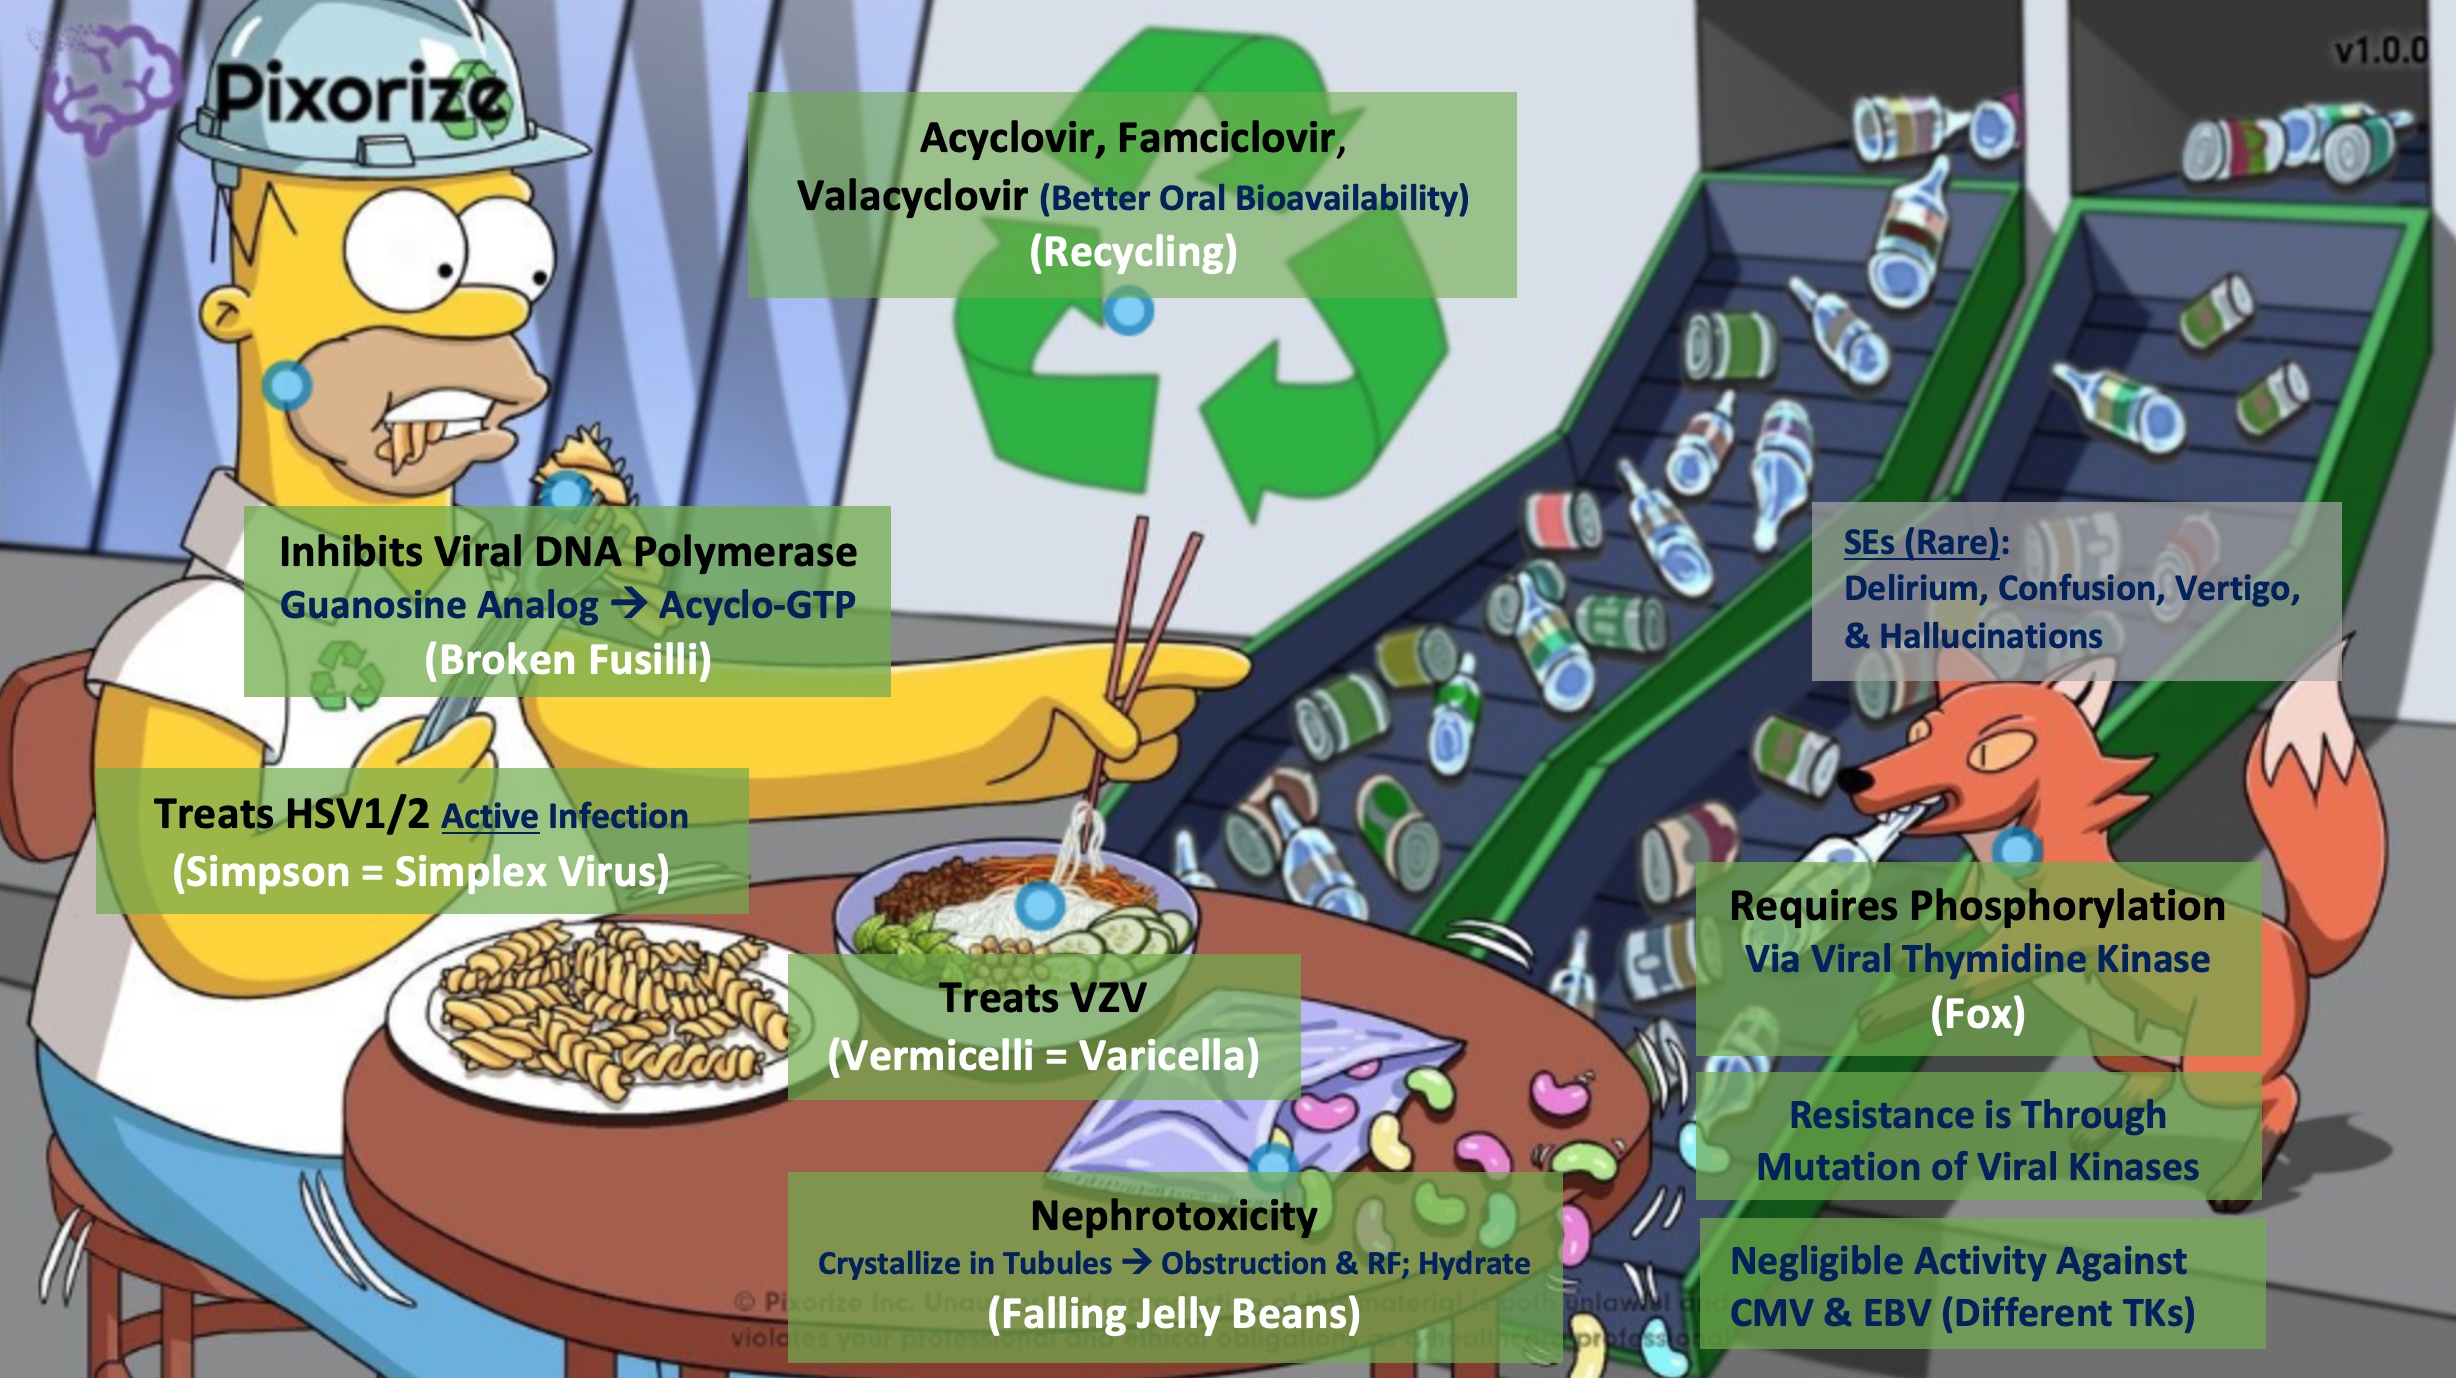 Pixorize
v1.0.0
Acyclovir, Famciclovir,
Valacyclovir (Better Oral Bioavailability)
(Recycling)
Inhibits Viral DNA Polymerase
Guanosine Analog → Acyclo-GTP
(Broken Fusilli)
SEs (Rare):
Delirium, Confusion, Vertigo,
& Hallucinations
Treats HSV1/2 Active Infection
(Simpson = Simplex Virus)
Requires Phosphorylation
Via Viral Thymidine Kinase
(Fox)
Treats VZV
(Vermicelli = Varicella)
Resistance is Through
Mutation of Viral Kinases
Nephrotoxicity
Crystallize in Tubules → Obstruction & RF; Hydrate
(Falling Jelly Beans)
Negligible Activity Against
CMV & EBV (Different TKs)
© Pixorize Inc. Unauthorized reproduction of this material is both unlawful and
violates your professional and ethical obligations as a healthcare professional